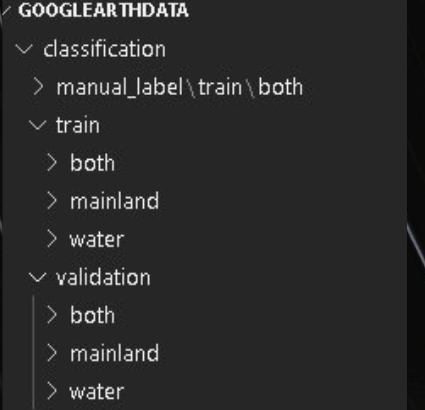 GOOGLEARTHDATA
classification
manual_label\train\both
train
both
mainland
water
validation
both
mainland
water